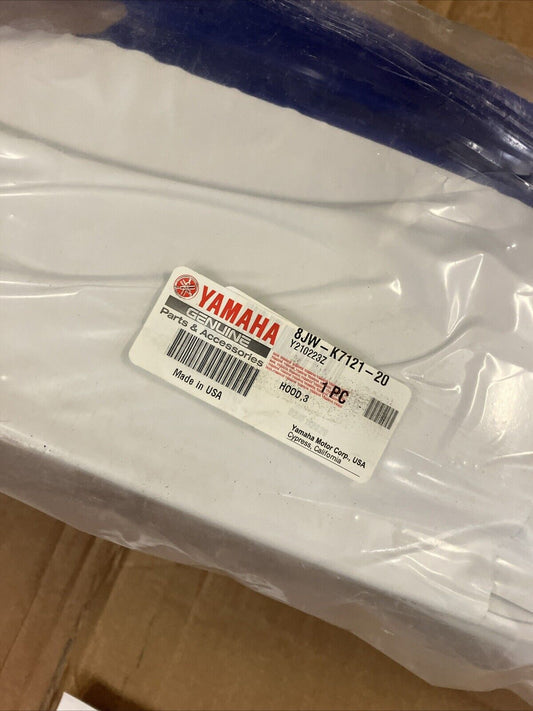 YAMAHA
GENUINE
Parts & Accessories
Made in USA
8JW-K7121-20
Y210223Z
HOOD,3
1 PC
Yamaha Motor Corp., USA
Cypress, California